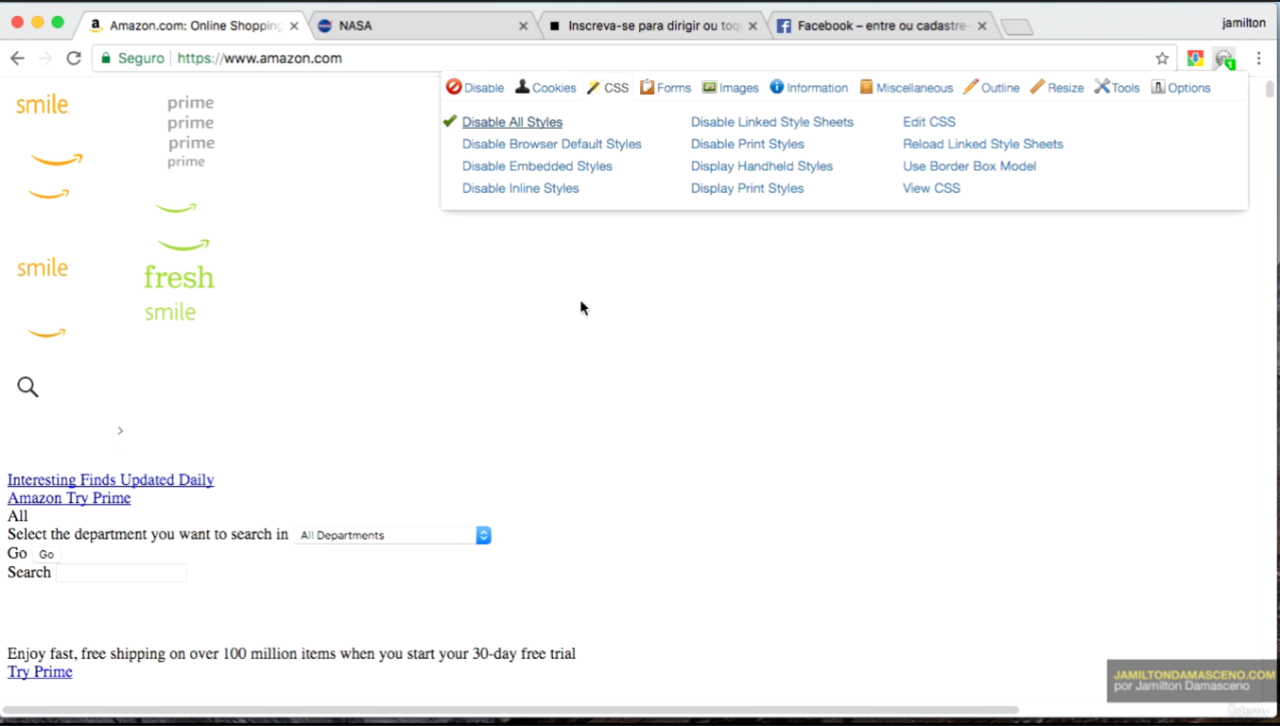 Amazon.com: Online Shopping
NASA
Inscreva-se para dirigir ou toq
Facebook – entre ou cadastre-
jamilton
Seguro
https://www.amazon.com
Disable
Cookies
CSS
Forms
Images
Information
Miscellaneous
Outline
Resize
Tools
Options
Disable All Styles
Disable Linked Style Sheets
Edit CSS
Disable Browser Default Styles
Disable Print Styles
Reload Linked Style Sheets
Disable Embedded Styles
Display Handheld Styles
Use Border Box Model
Disable Inline Styles
Display Print Styles
View CSS
smile
prime
prime
prime
prime
smile
fresh
smile
Interesting Finds Updated Daily
Amazon Try Prime
All
Select the department you want to search in All Departments
Go Go
Search
Enjoy fast, free shipping on over 100 million items when you start your 30-day free trial
Try Prime
JAMILTONDAMASCENO.COM
por Jamilton Damasceno